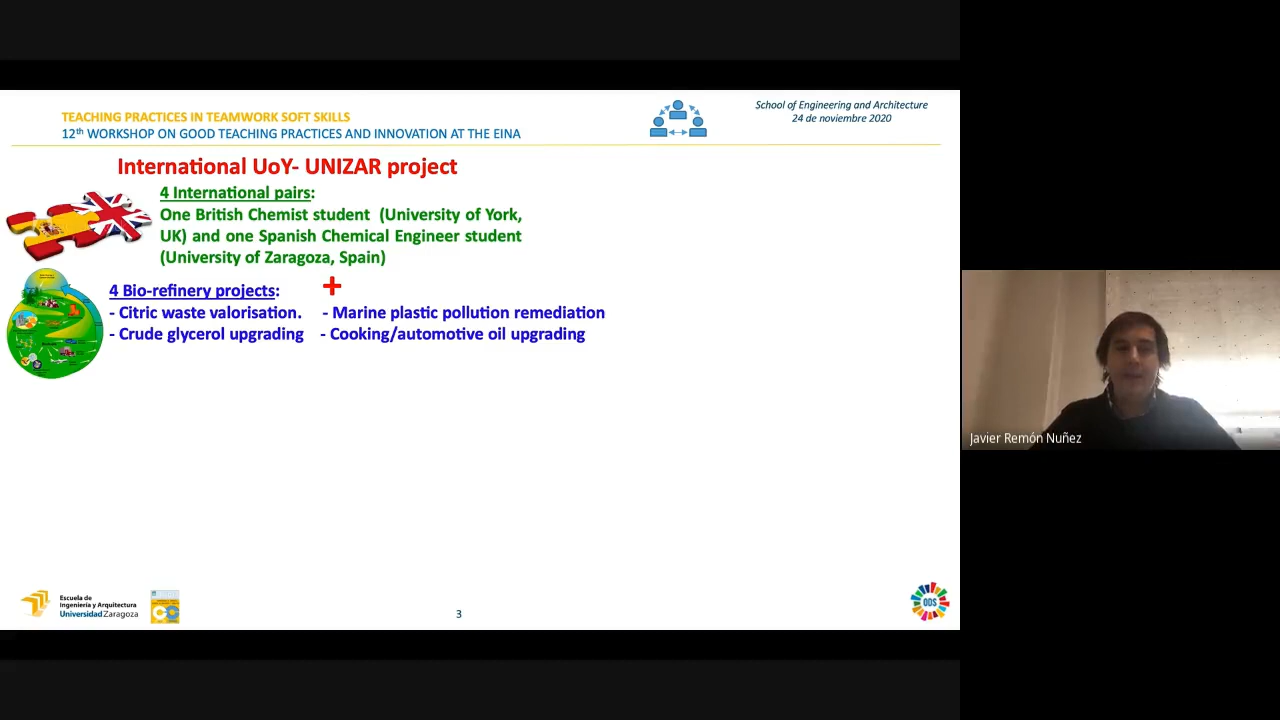 TEACHING PRACTICES IN TEAMWORK SOFT SKILLS
12th WORKSHOP ON GOOD TEACHING PRACTICES AND INNOVATION AT THE EINA
School of Engineering and Architecture
24 de noviembre 2020
International UoY- UNIZAR project
4 International pairs:
One British Chemist student (University of York,
UK) and one Spanish Chemical Engineer student
(University of Zaragoza, Spain)
+
4 Bio-refinery projects:
- Citric waste valorisation. - Marine plastic pollution remediation
- Crude glycerol upgrading - Cooking/automotive oil upgrading
Javier Remón Nuñez
Escuela de
Ingeniería y Arquitectura
Universidad Zaragoza
3
ODS